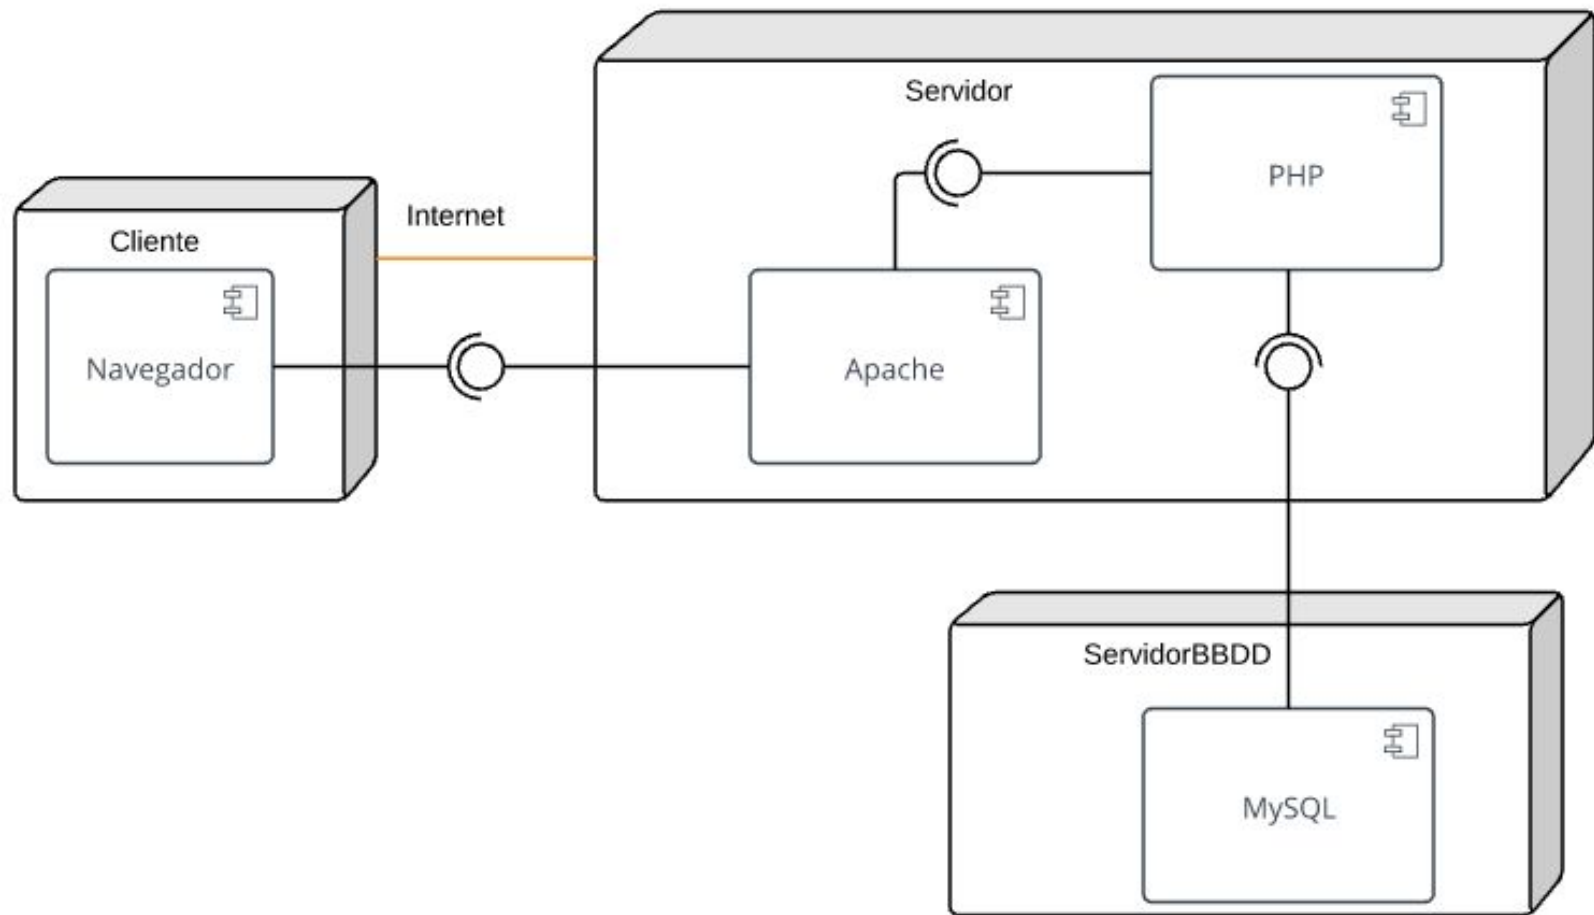 Servidor
PHP
Internet
Cliente
Navegador
Apache
ServidorBBDD
MySQL